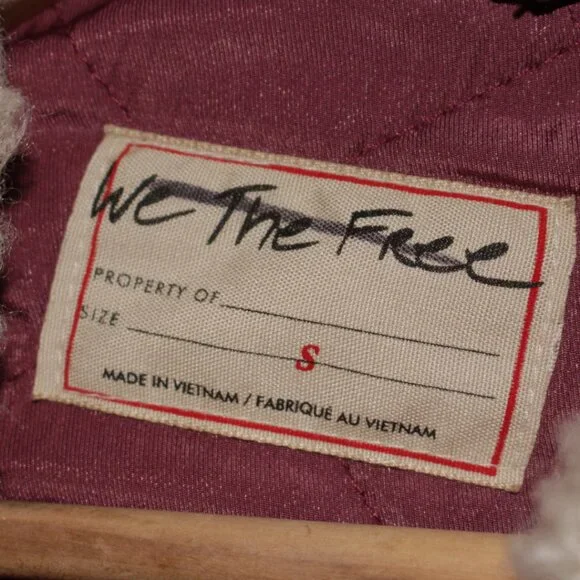 We The Free
PROPERTY OF
SIZE S
MADE IN VIETNAM / FABRIQUÉ AU VIETNAM